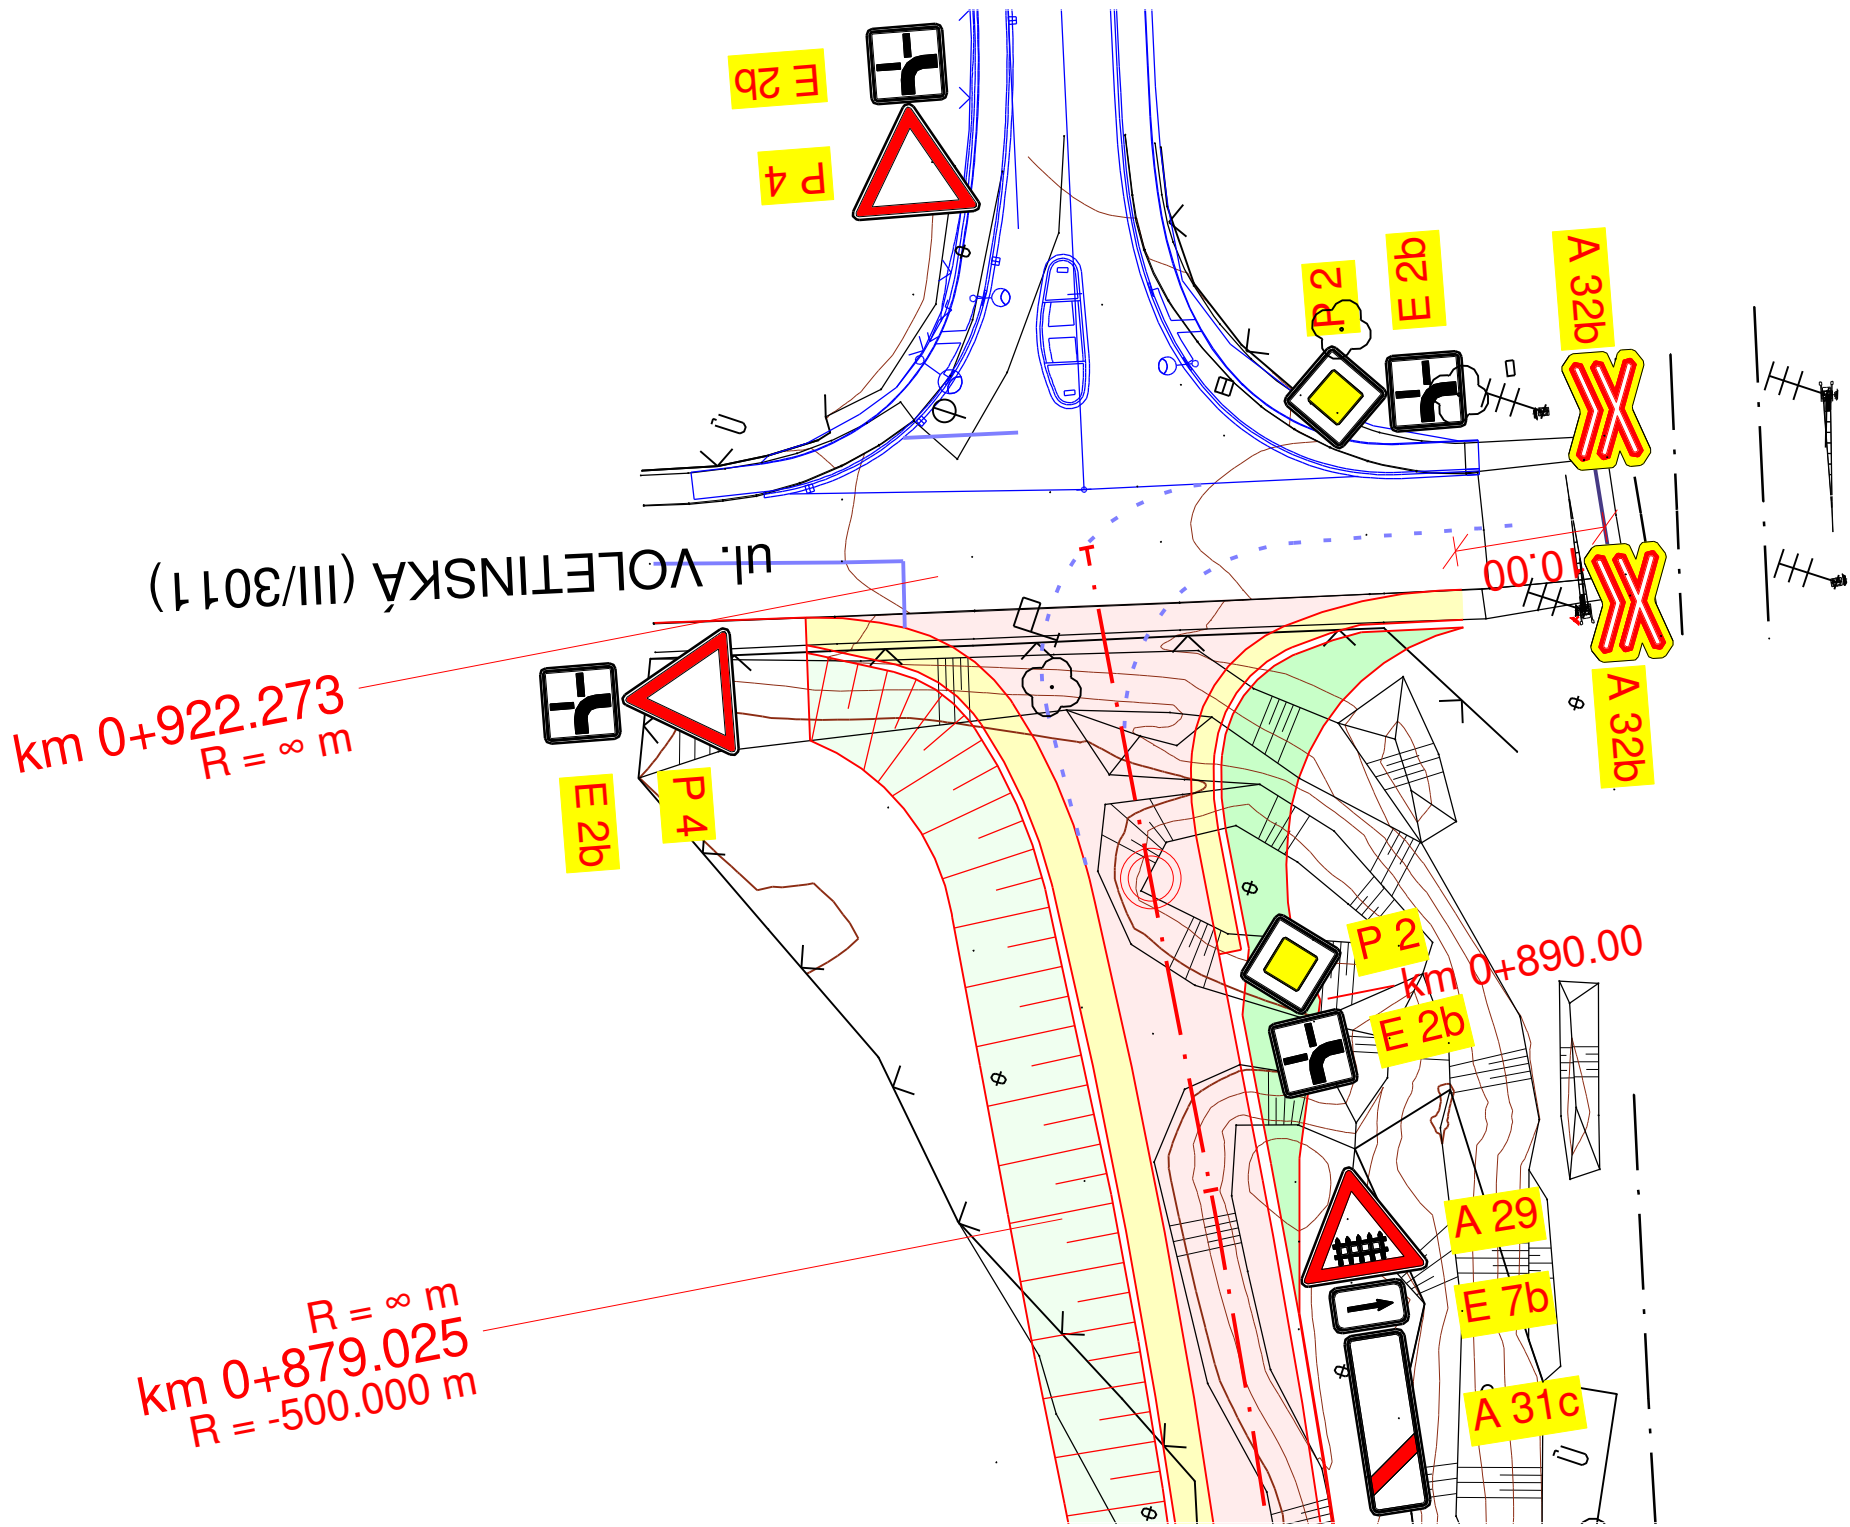 E 2b
P 4
P 2
E 2b
A 32b
ul. VOLETINSKÁ (III/3011)
10.00
km 0+922.273
R = ∞ m
E 2b
P 4
A 32b
P 2
km 0+890.00
E 2b
A 29
E 7b
R = ∞ m
km 0+879.025
R = -500.000 m
A 31c